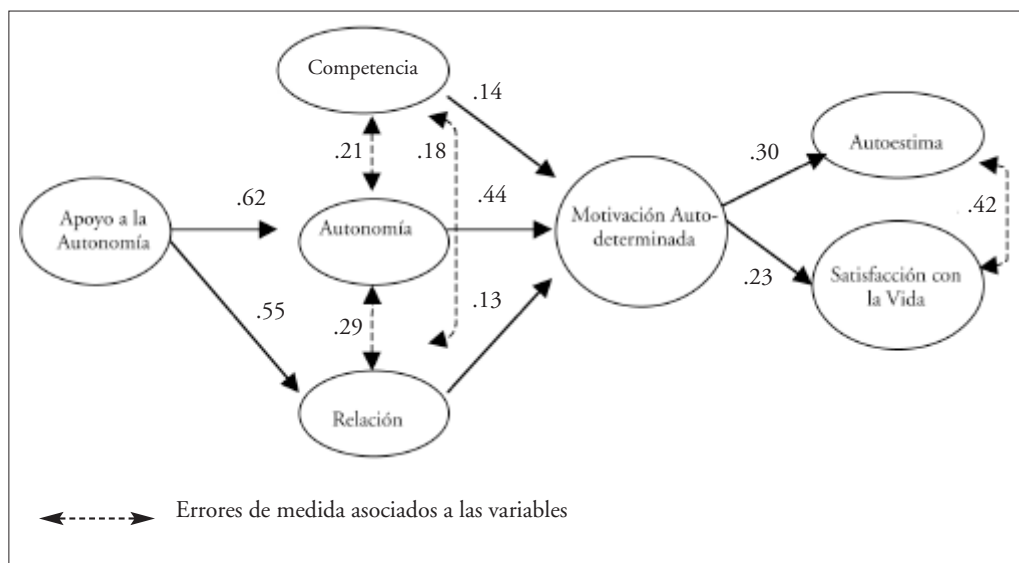 Competencia
.14
.21
.18
.30
Autoestima
.62
.44
Apoyo a la
Autonomía
Autonomía
Motivación Auto-
determinada
.42
.55
.29
.13
.23
Satisfacción con
la Vida
Relación
Errores de medida asociados a las variables